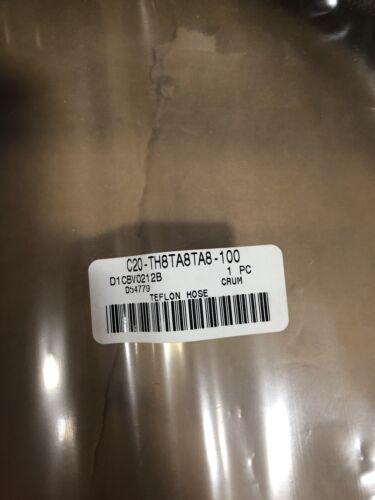 C20-TH8TA8TA8-100
D1CBV0212B 1 PC
D54779 CRUM
TEFLON HOSE